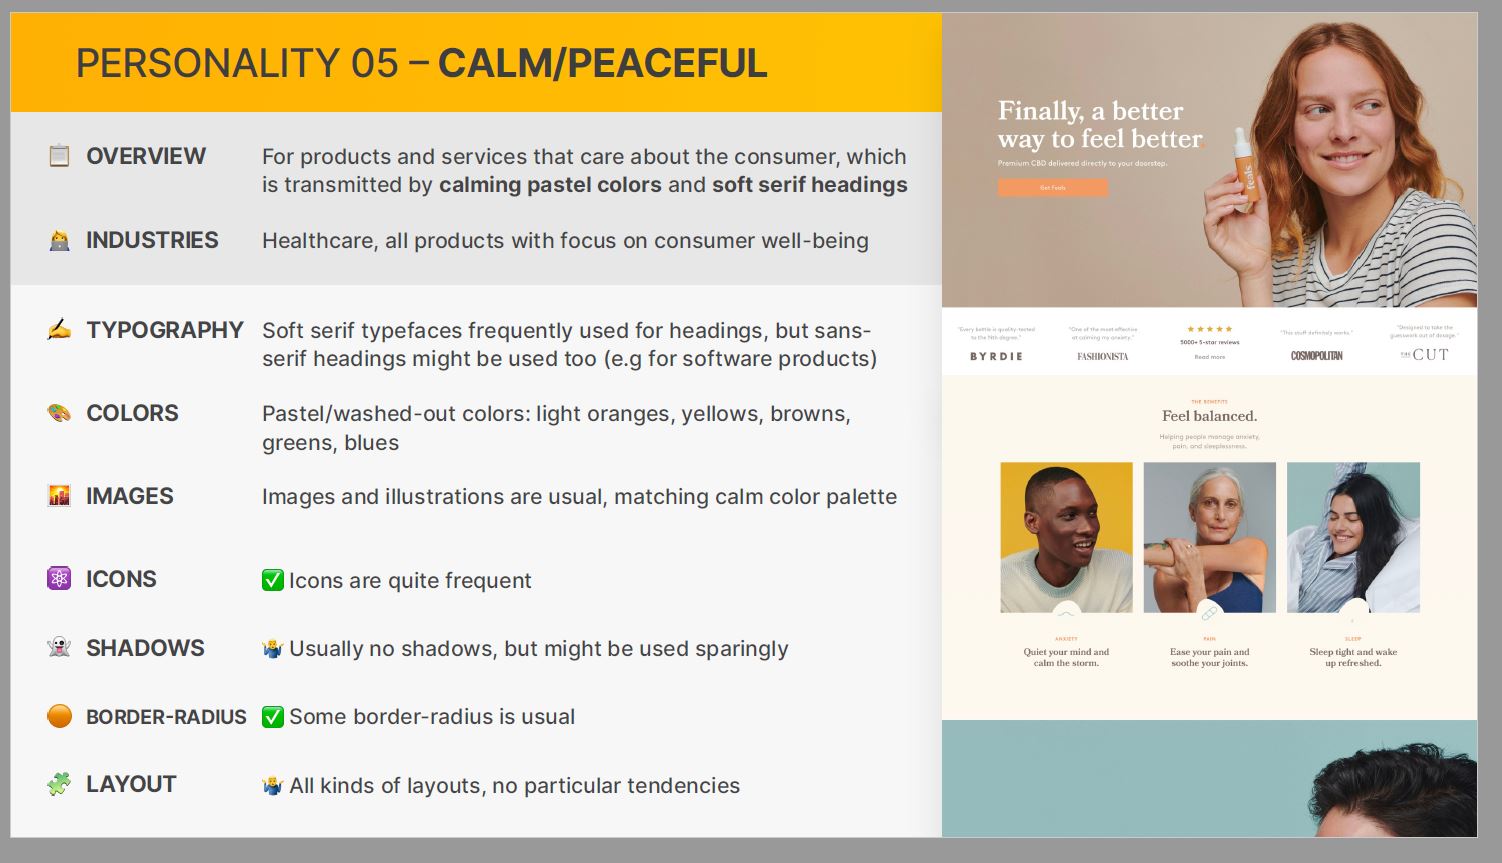 PERSONALITY 05 – CALM/PEACEFUL
OVERVIEW
For products and services that care about the consumer, which
is transmitted by calming pastel colors and soft serif headings
INDUSTRIES
Healthcare, all products with focus on consumer well-being
TYPOGRAPHY
Soft serif typefaces frequently used for headings, but sans-
serif headings might be used too (e.g for software products)
COLORS
Pastel/washed-out colors: light oranges, yellows, browns,
greens, blues
IMAGES
Images and illustrations are usual, matching calm color palette
ICONS
Icons are quite frequent
SHADOWS
Usually no shadows, but might be used sparingly
BORDER-RADIUS
Some border-radius is usual
LAYOUT
All kinds of layouts, no particular tendencies
Finally, a better
way to feel better.
Premium CBD delivered directly to your doorstep.
Get Feals
feals
"Every bottle is quality-tested
to the Nth degree."
BYRDIE
"One of the most effective
at calming my anxiety."
FASHIONISTA
5000+ 5-star reviews
Read more
"This stuff definitely works."
COSMOPOLITAN
"Designed to take the
guesswork out of dosage."
THE CUT
THE BENEFITS
Feel balanced.
Helping people manage anxiety,
pain, and sleeplessness.
ANXIETY
Quiet your mind and
calm the storm.
PAIN
Ease your pain and
soothe your joints.
SLEEP
Sleep tight and wake
up refreshed.